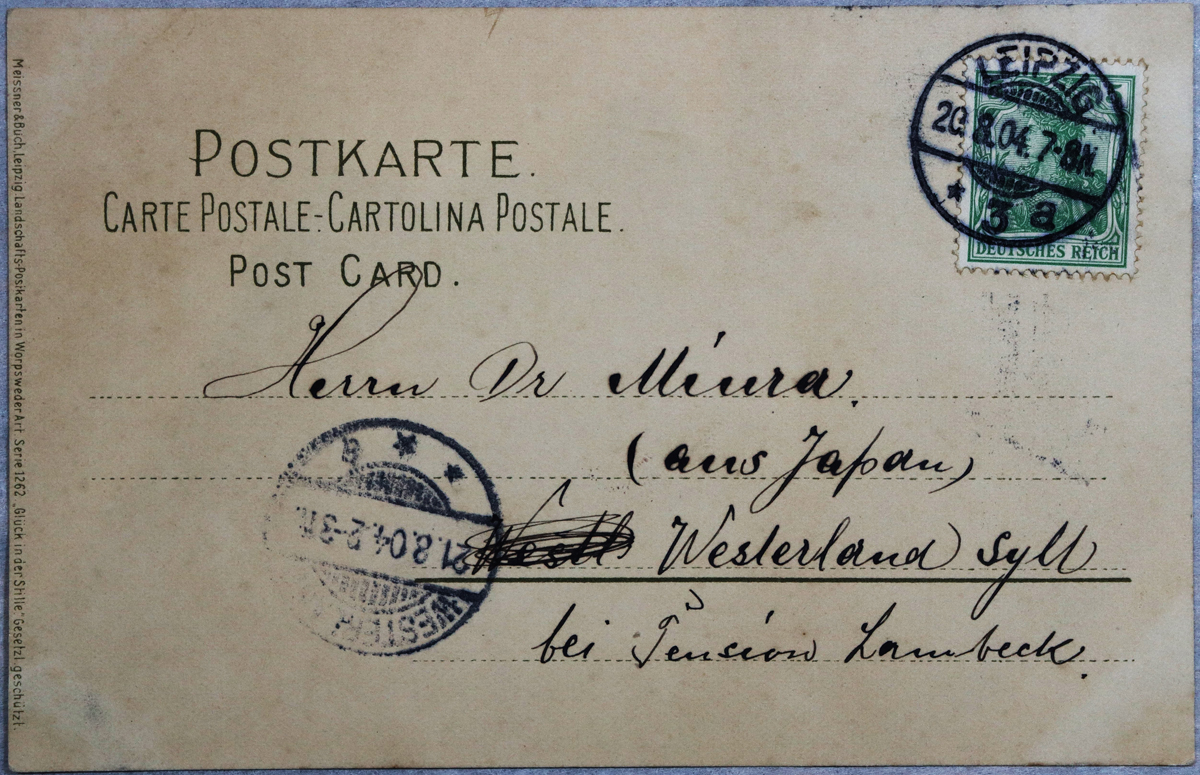 POSTKARTE.
CARTE POSTALE-CARTOLINA POSTALE.
POST CARD.
LEIPZIG
20.8.04. 7-8N.
3 a
DEUTSCHES REICH
Herrn Dr Miura.
(aus Japan)
Westerland Sylt
bei Pension Lambeck.
21.8.04. 2-3N.
Meissner & Buch, Leipzig. Landschafts-Postkarten in Worpsweder Art. Serie 1262. „Glück in der Stille." Gesetzl. geschützt.